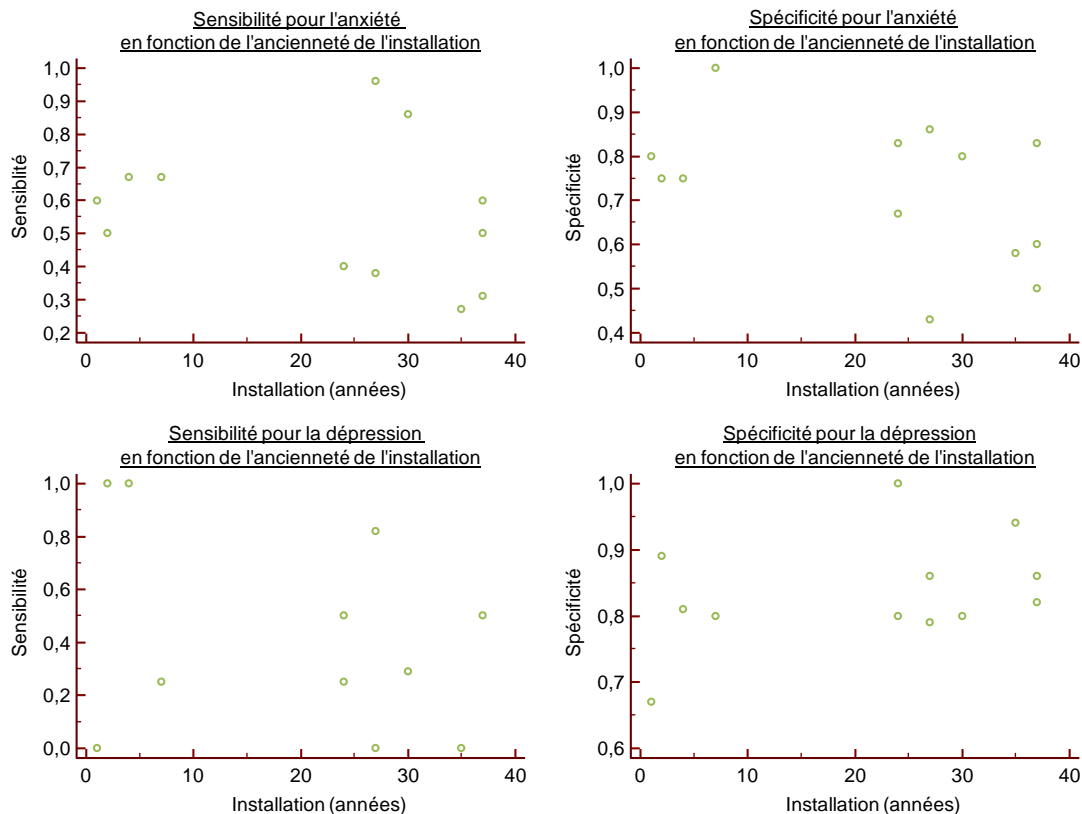 Sensibilité pour l'anxiété
en fonction de l'ancienneté de l'installation
1,0
0,9
0,8
0,7
0,6
0,5
0,4
0,3
0,2
Sensiblité
0 10 20 30 40
Installation (années)
Spécificité pour l'anxiété
en fonction de l'ancienneté de l'installation
1,0
0,9
0,8
0,7
0,6
0,5
0,4
Spécificité
0 10 20 30 40
Installation (années)
Sensibilité pour la dépression
en fonction de l'ancienneté de l'installation
1,0
0,8
0,6
0,4
0,2
0,0
Sensibilité
0 10 20 30 40
Installation (années)
Spécificité pour la dépression
en fonction de l'ancienneté de l'installation
1,0
0,9
0,8
0,7
0,6
Spécificité
0 10 20 30 40
Installation (années)